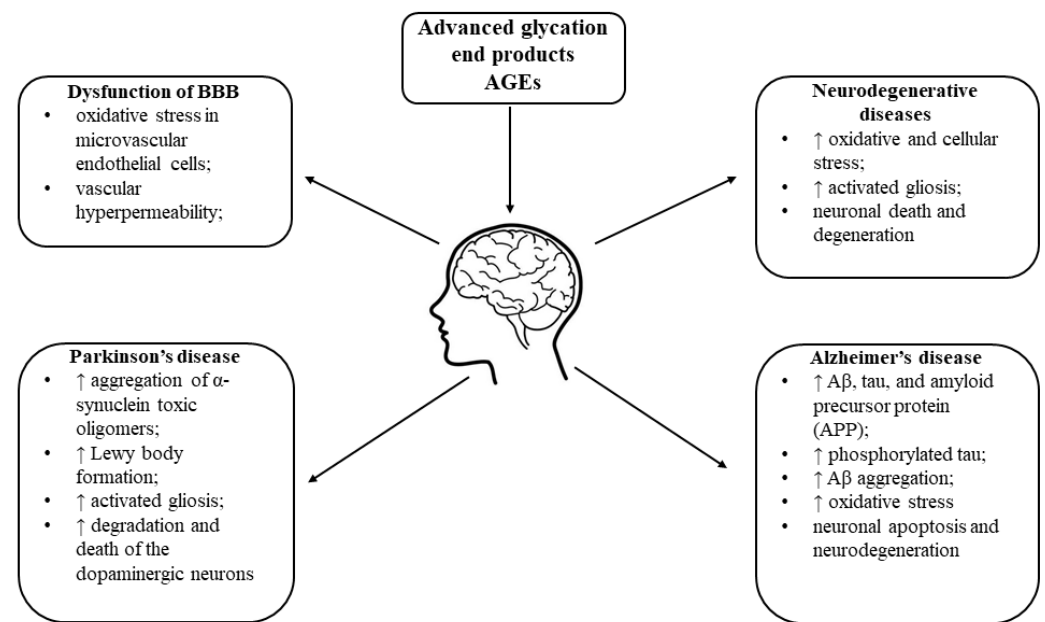 Advanced glycation
end products
AGEs
Dysfunction of BBB
• oxidative stress in
microvascular
endothelial cells;
• vascular
hyperpermeability;
Neurodegenerative
diseases
• ↑ oxidative and cellular
stress;
• ↑ activated gliosis;
• neuronal death and
degeneration
Parkinson’s disease
• ↑ aggregation of α-
synuclein toxic
oligomers;
• ↑ Lewy body
formation;
• ↑ activated gliosis;
• ↑ degradation and
death of the
dopaminergic neurons
Alzheimer’s disease
• ↑ Aβ, tau, and amyloid
precursor protein
(APP);
• ↑ phosphorylated tau;
• ↑ Aβ aggregation;
• ↑ oxidative stress
• neuronal apoptosis and
neurodegeneration